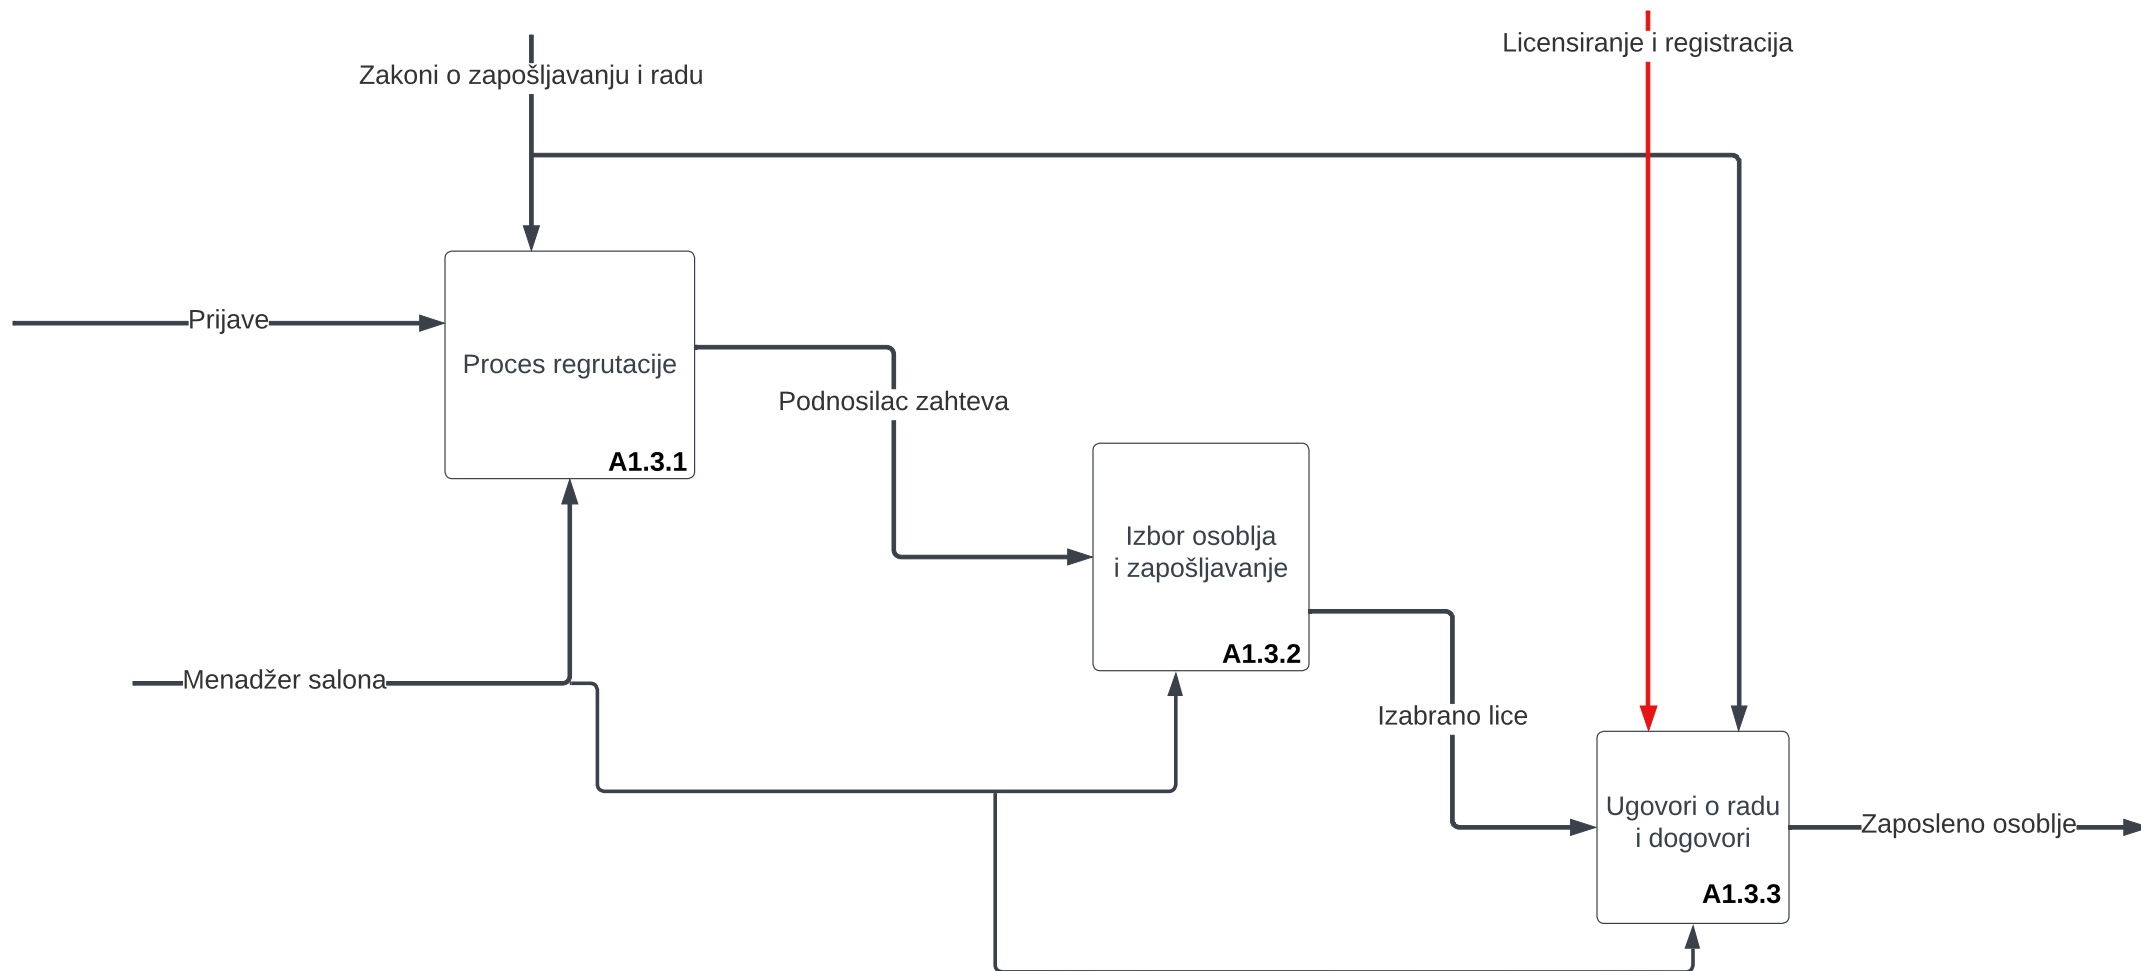 Licensiranje i registracija
Zakoni o zapošljavanju i radu
Prijave
Proces regrutacije
A1.3.1
Podnosilac zahteva
Izbor osoblja
i zapošljavanje
A1.3.2
Menadžer salona
Izabrano lice
Ugovori o radu
i dogovori
A1.3.3
Zaposleno osoblje